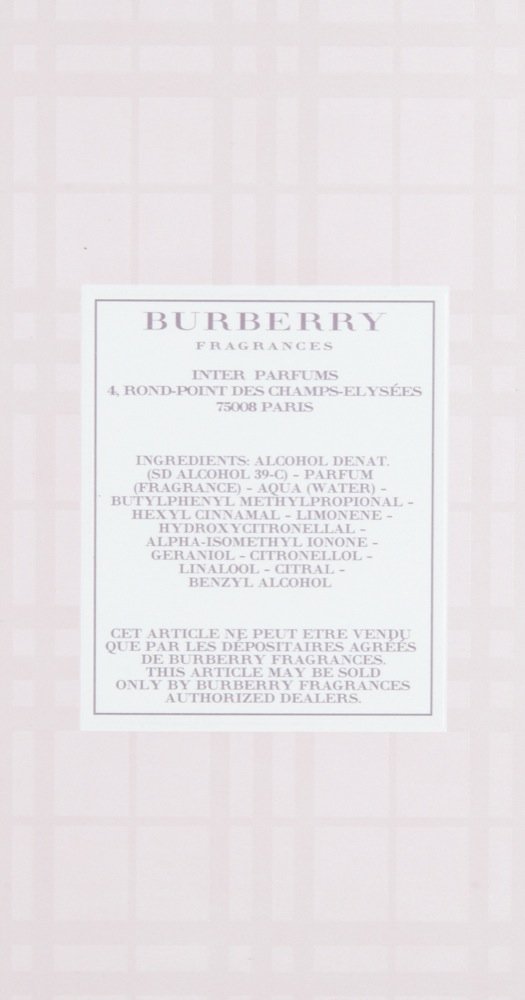 BURBERRY
FRAGRANCES
INTER PARFUMS
4, ROND-POINT DES CHAMPS-ELYSÉES
75008 PARIS
INGREDIENTS: ALCOHOL DENAT.
(SD ALCOHOL 39-C) - PARFUM
(FRAGRANCE) - AQUA (WATER) -
BUTYLPHENYL METHYLPROPIONAL -
HEXYL CINNAMAL - LIMONENE -
HYDROXYCITRONELLAL -
ALPHA-ISOMETHYL IONONE -
GERANIOL - CITRONELLOL -
LINALOOL - CITRAL -
BENZYL ALCOHOL
CET ARTICLE NE PEUT ETRE VENDU
QUE PAR LES DÉPOSITAIRES AGRÉÉS
DE BURBERRY FRAGRANCES.
THIS ARTICLE MAY BE SOLD
ONLY BY BURBERRY FRAGRANCES
AUTHORIZED DEALERS.